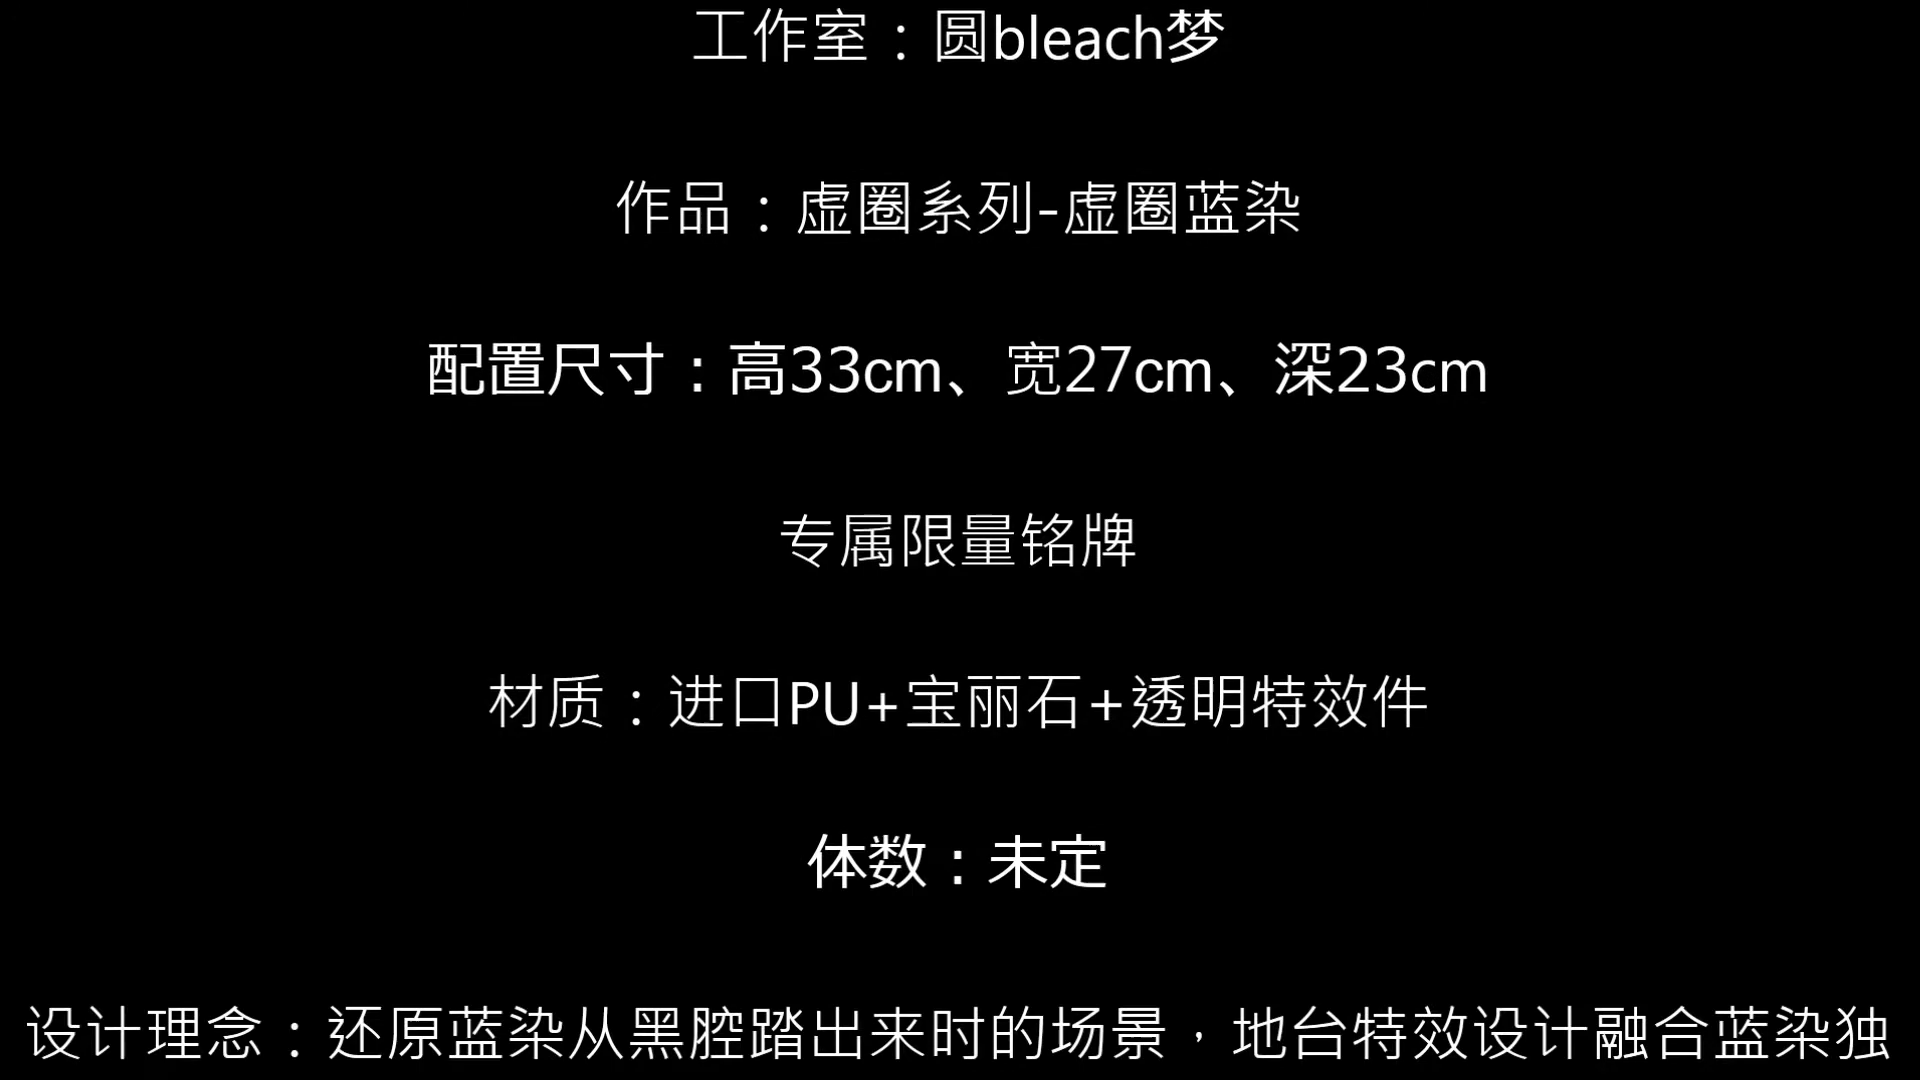 工作室：圆bleach梦
作品：虚圈系列-虚圈蓝染
配置尺寸：高33cm、宽27cm、深23cm
专属限量铭牌
材质：进口PU+宝丽石+透明特效件
体数：未定
设计理念：还原蓝染从黑腔踏出来时的场景，地台特效设计融合蓝染独